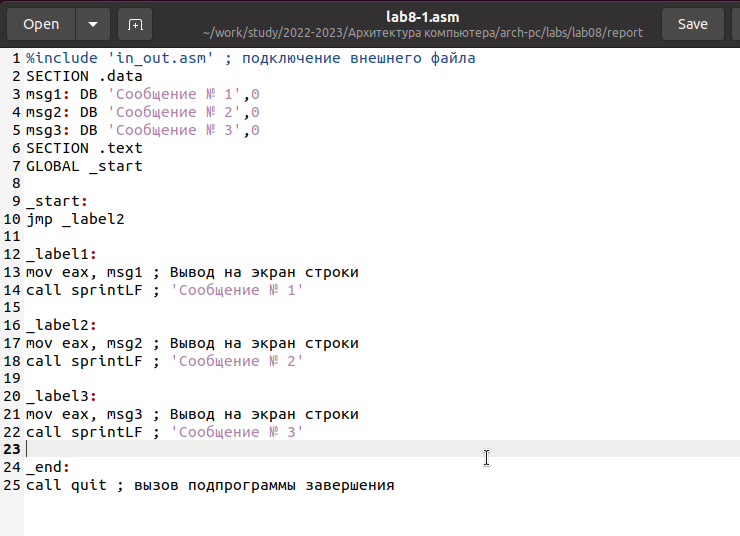 Open
lab8-1.asm
~/work/study/2022-2023/Архитектура компьютера/arch-pc/labs/lab08/report
Save
1 %include 'in_out.asm' ; подключение внешнего файла
2 SECTION .data
3 msg1: DB 'Сообщение № 1',0
4 msg2: DB 'Сообщение № 2',0
5 msg3: DB 'Сообщение № 3',0
6 SECTION .text
7 GLOBAL _start
8
9 _start:
10 jmp _label2
11
12 _label1:
13 mov eax, msg1 ; Вывод на экран строки
14 call sprintLF ; 'Сообщение № 1'
15
16 _label2:
17 mov eax, msg2 ; Вывод на экран строки
18 call sprintLF ; 'Сообщение № 2'
19
20 _label3:
21 mov eax, msg3 ; Вывод на экран строки
22 call sprintLF ; 'Сообщение № 3'
23
24 _end:
25 call quit ; вызов подпрограммы завершения